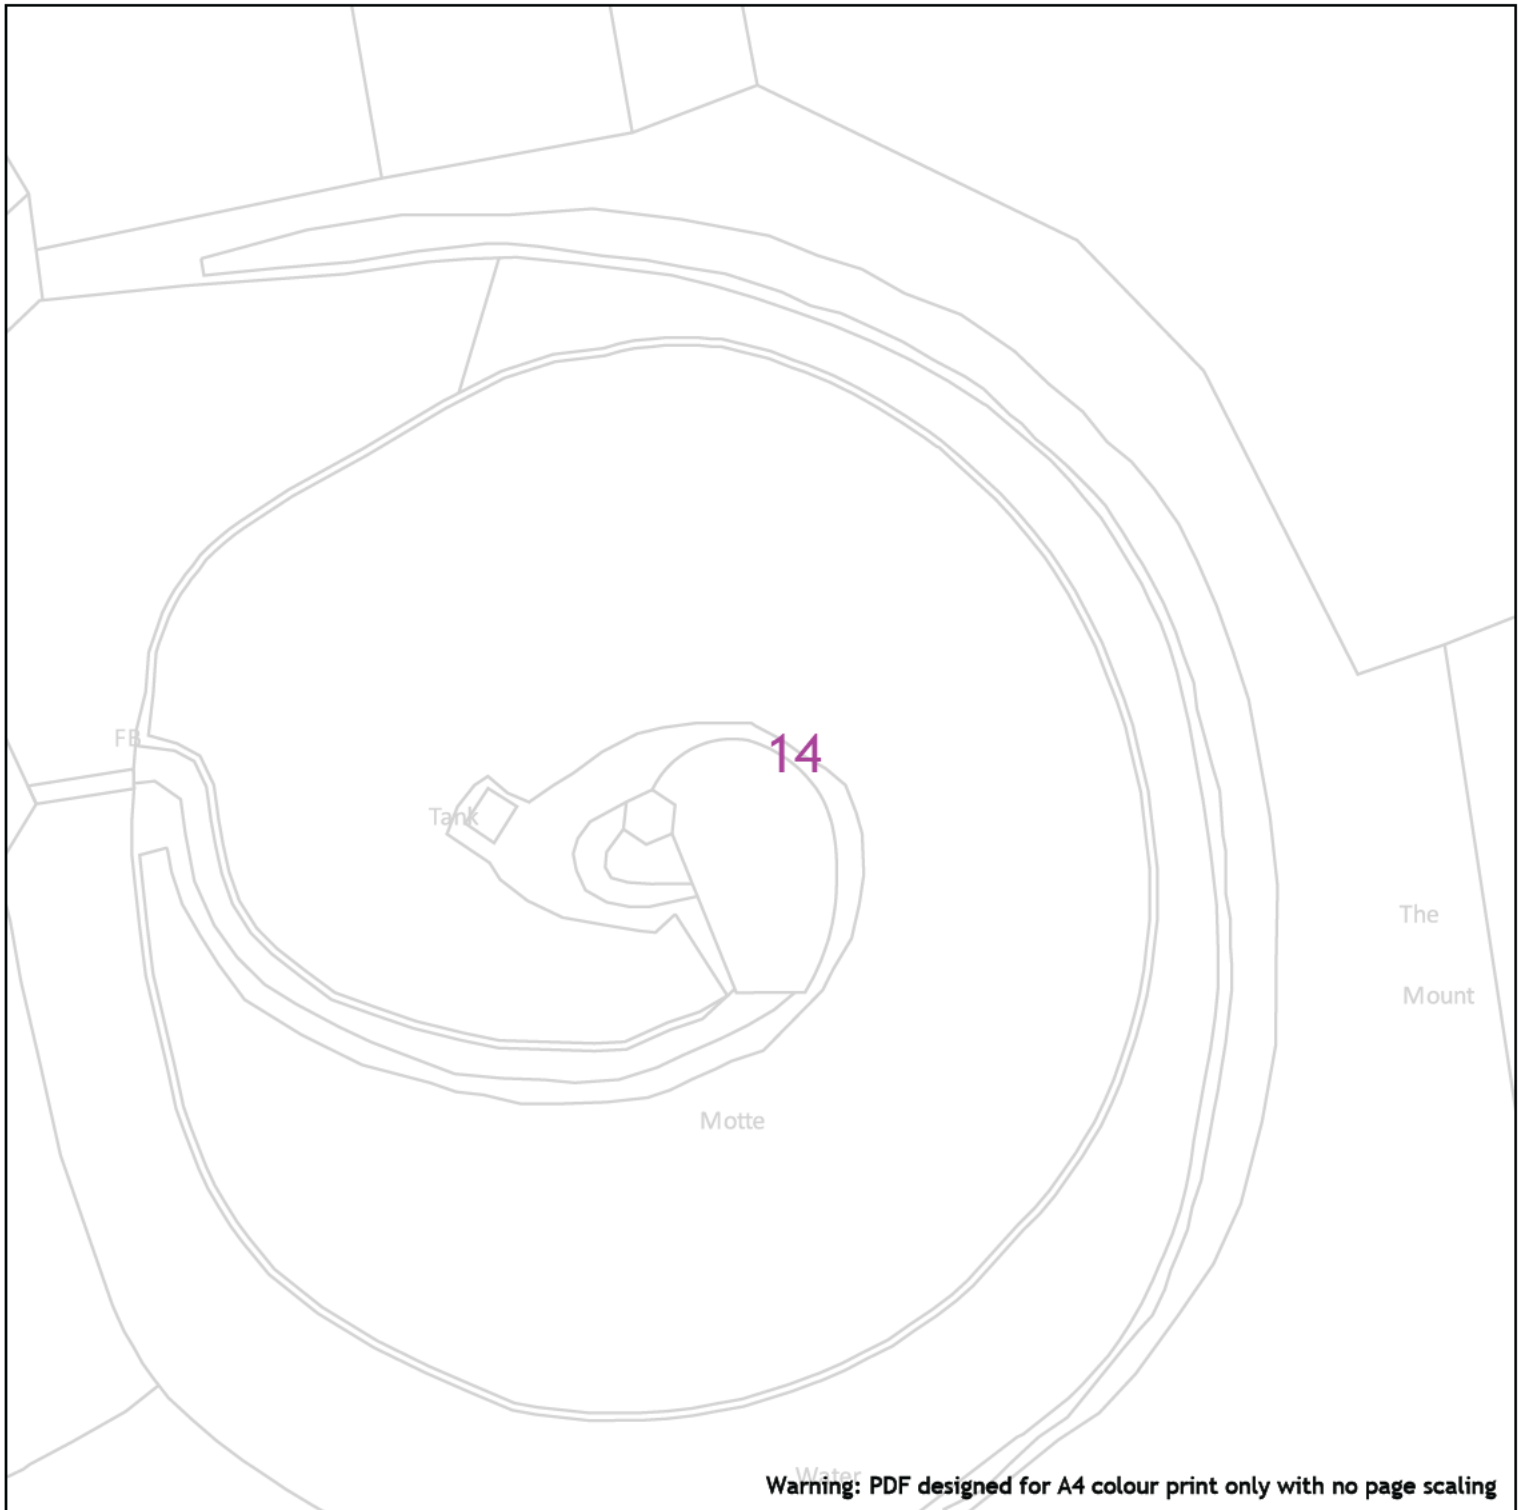 FB
14
Tank
The
Mount
Motte
Water
Warning: PDF designed for A4 colour print only with no page scaling